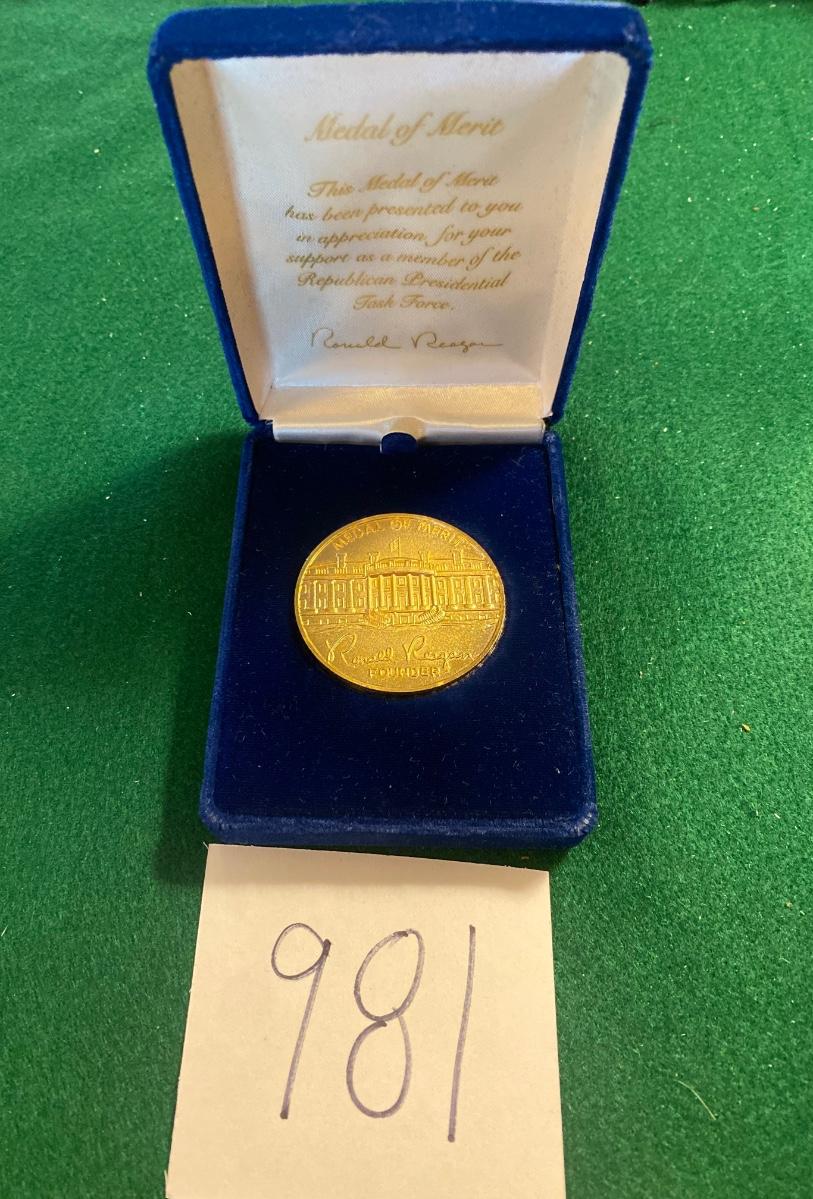 Medal of Merit
This Medal of Merit
has been presented to you
in appreciation for your
support as a member of the
Republican Presidential
Task Force.
Ronald Reagan
MEDAL OF MERIT
Ronald Reagan
FOUNDER
981